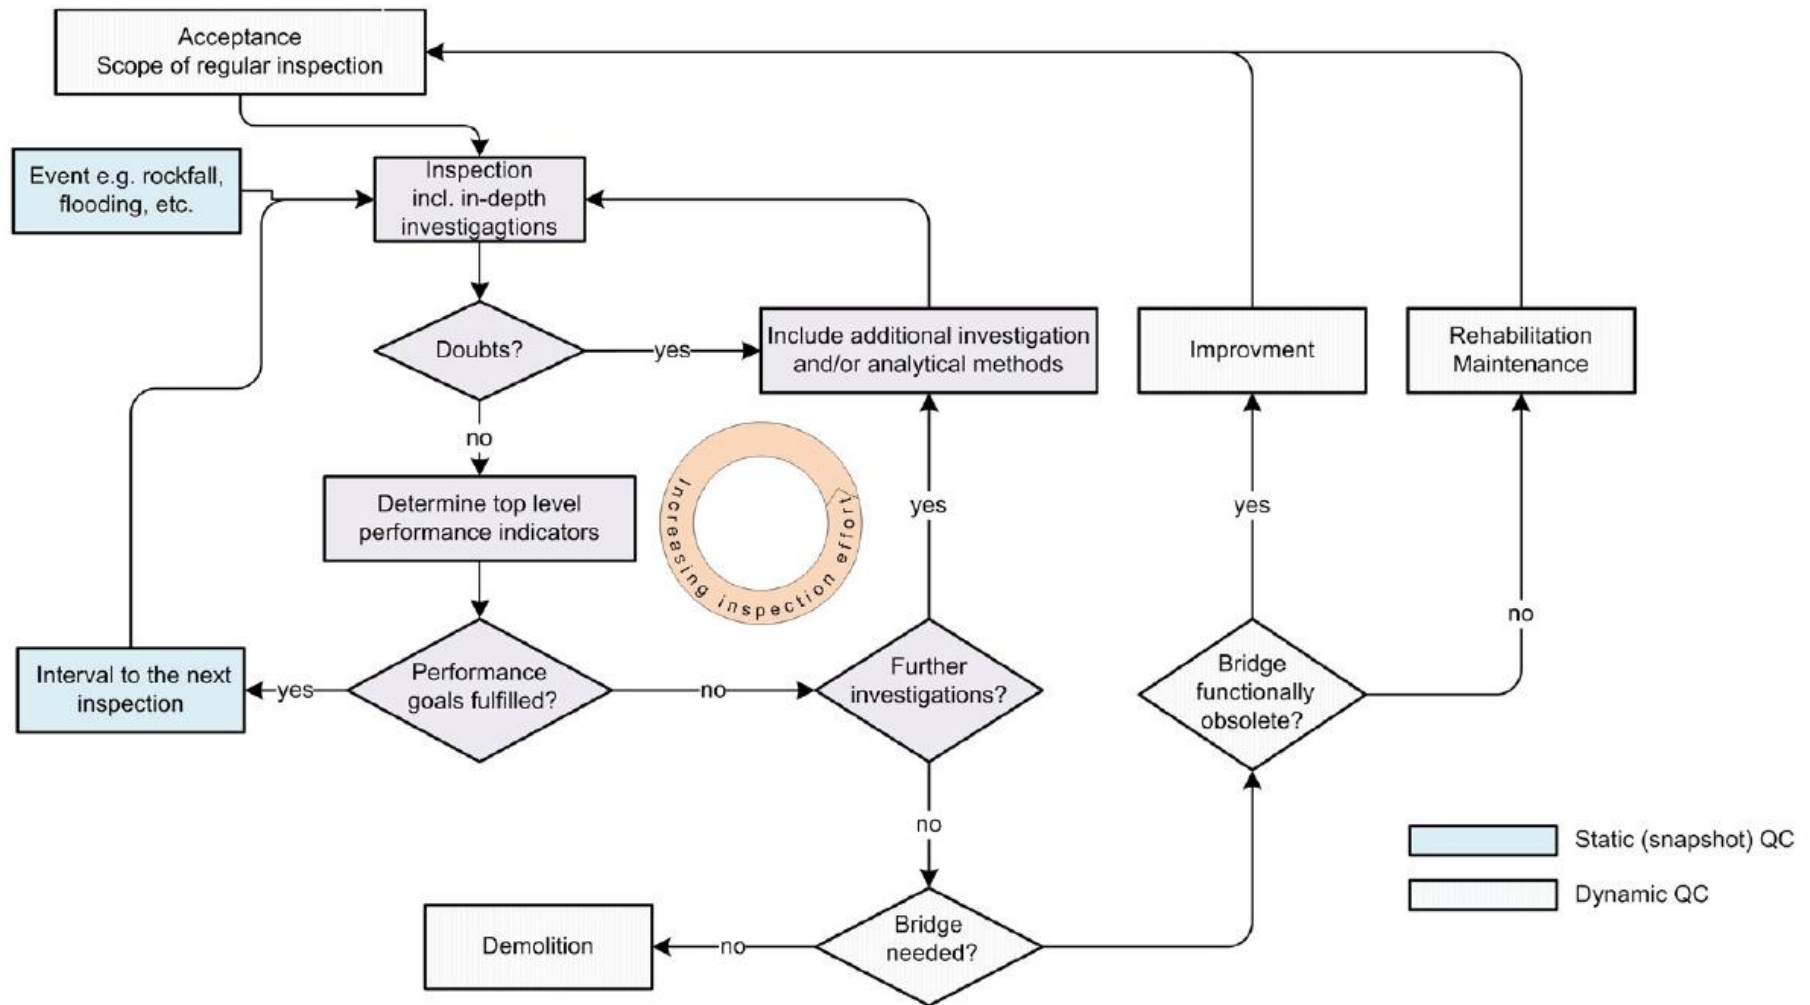 Acceptance
Scope of regular inspection
Event e.g. rockfall,
flooding, etc.
Inspection
incl. in-depth
investigagtions
Doubts?
yes
Include additional investigation
and/or analytical methods
Improvment
Rehabilitation
Maintenance
no
Determine top level
performance indicators
Increasing inspection effort
yes
yes
no
Interval to the next
inspection
yes
Performance
goals fulfilled?
no
Further
investigations?
Bridge
functionally
obsolete?
no
Static (snapshot) QC
Dynamic QC
Demolition
no
Bridge
needed?